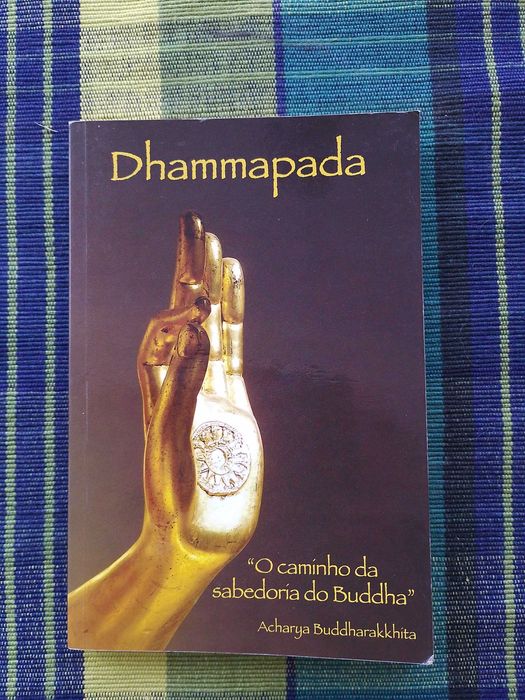 Dhammapada
"O caminho da
sabedoria do Buddha"
Acharya Buddharakkhita